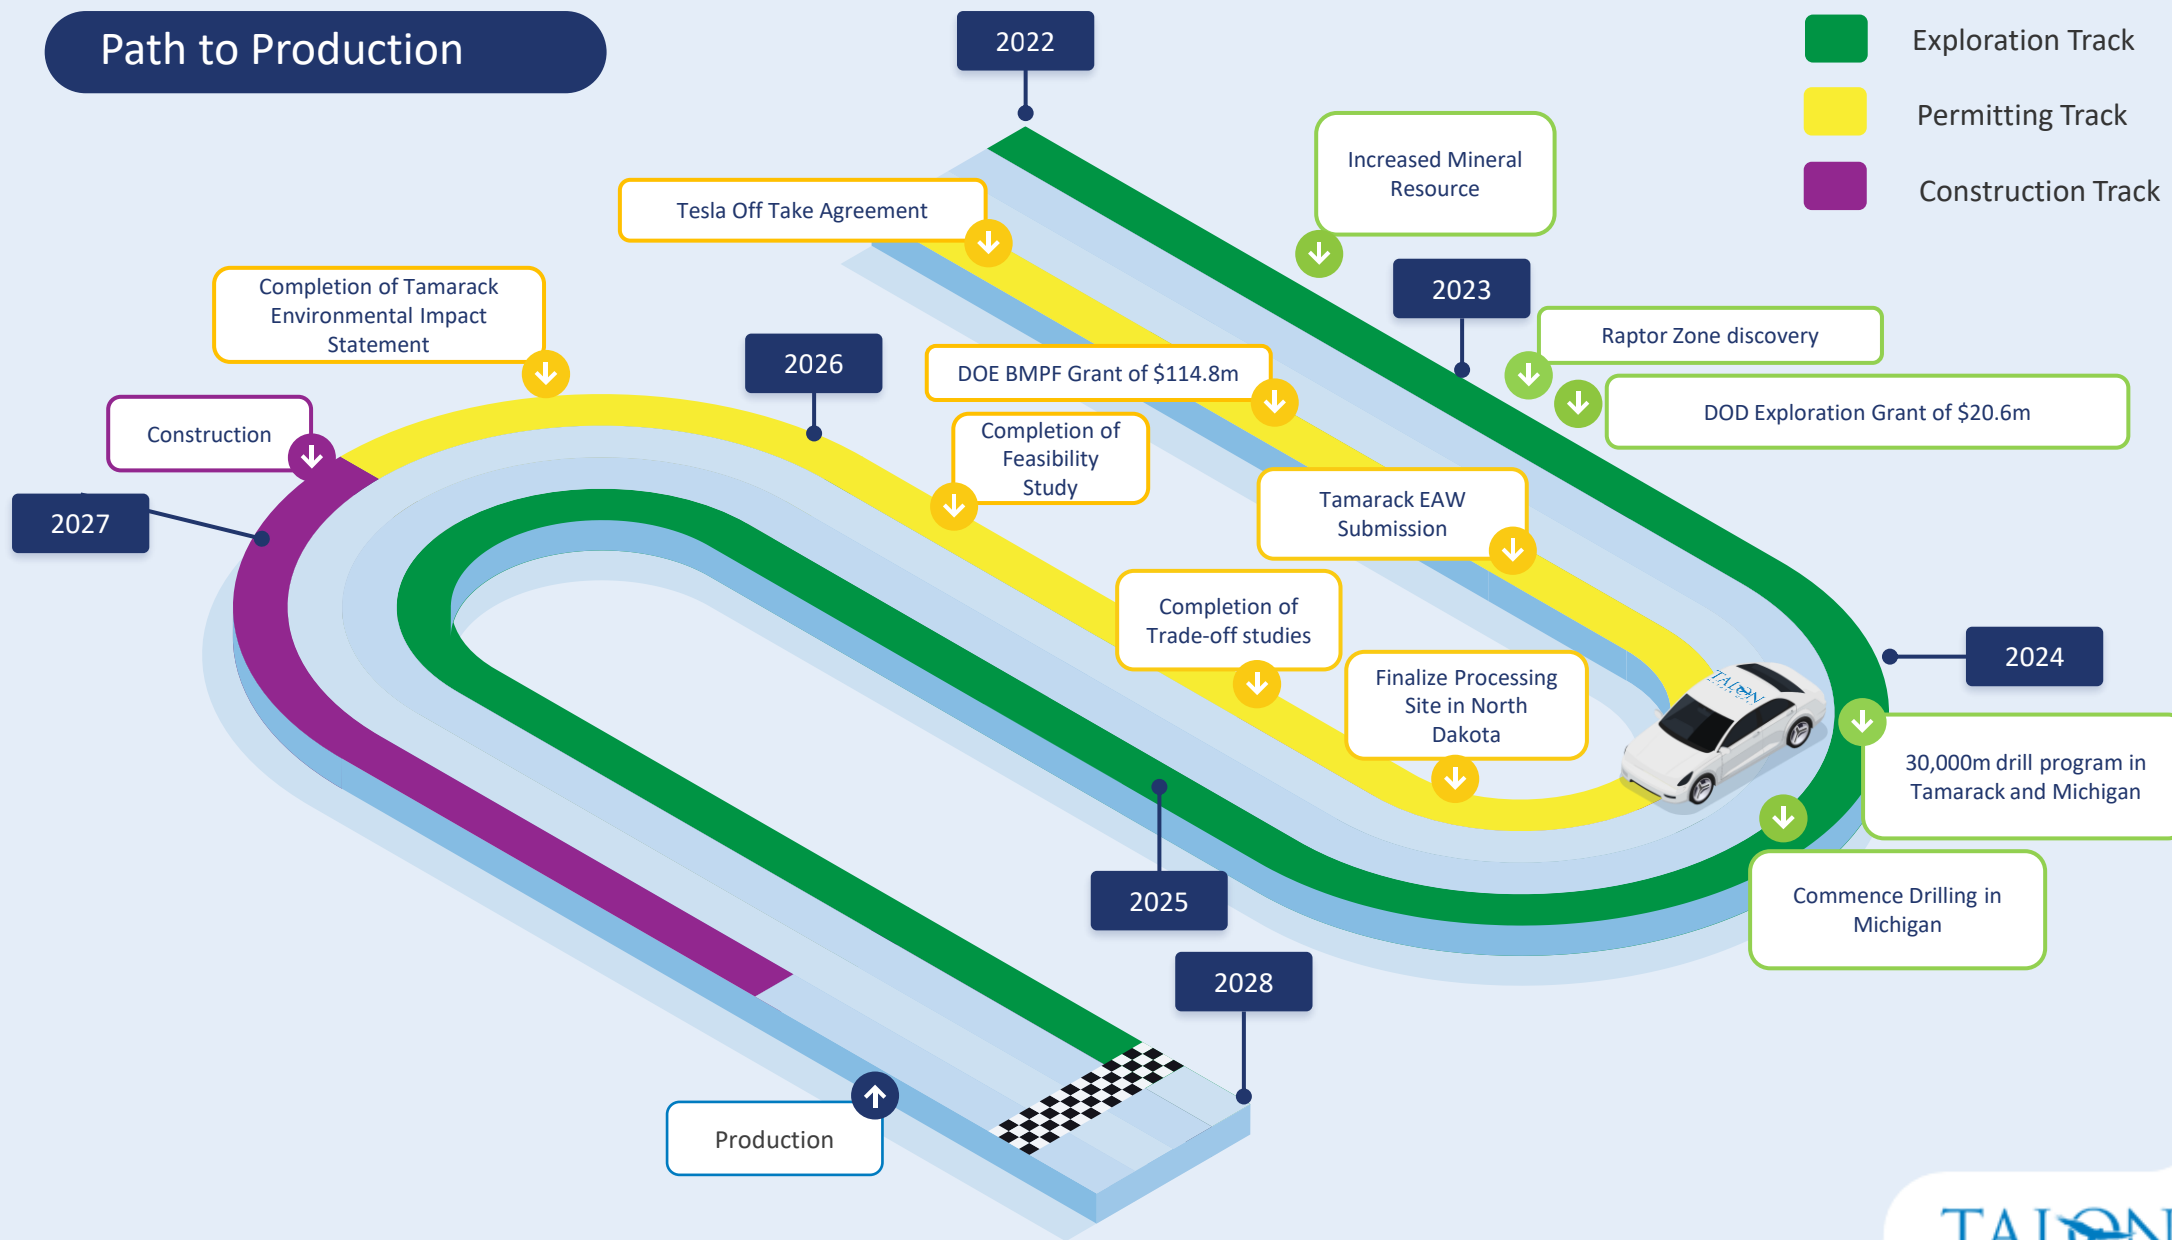 Path to Production
2022
Exploration Track
Permitting Track
Construction Track
Increased Mineral
Resource
Tesla Off Take Agreement
2023
Completion of Tamarack
Environmental Impact
Statement
Raptor Zone discovery
2026
DOE BMPF Grant of $114.8m
DOD Exploration Grant of $20.6m
Construction
Completion of
Feasibility
Study
2027
Tamarack EAW
Submission
Completion of
Trade-off studies
2024
Finalize Processing
Site in North
Dakota
TALON
30,000m drill program in
Tamarack and Michigan
2025
Commence Drilling in
Michigan
2028
Production
TALON